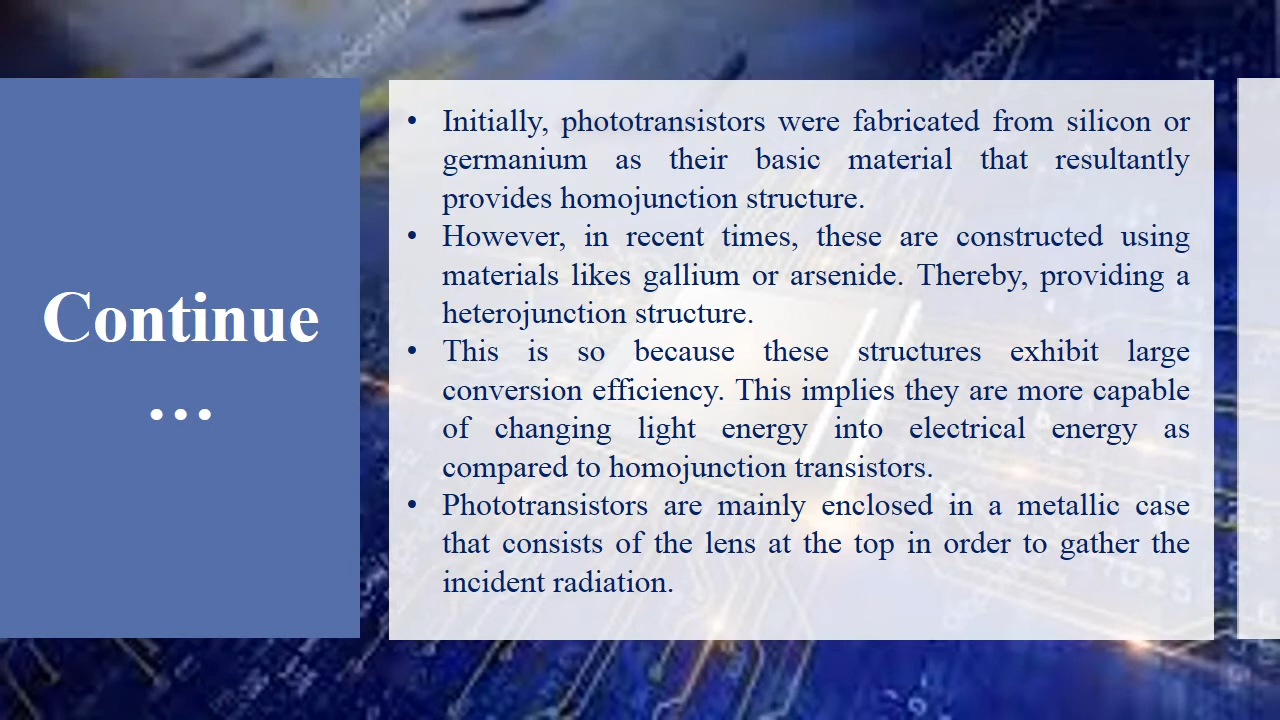 Continue
...
• Initially, phototransistors were fabricated from silicon or
germanium as their basic material that resultantly
provides homojunction structure.
• However, in recent times, these are constructed using
materials likes gallium or arsenide. Thereby, providing a
heterojunction structure.
• This is so because these structures exhibit large
conversion efficiency. This implies they are more capable
of changing light energy into electrical energy as
compared to homojunction transistors.
• Phototransistors are mainly enclosed in a metallic case
that consists of the lens at the top in order to gather the
incident radiation.